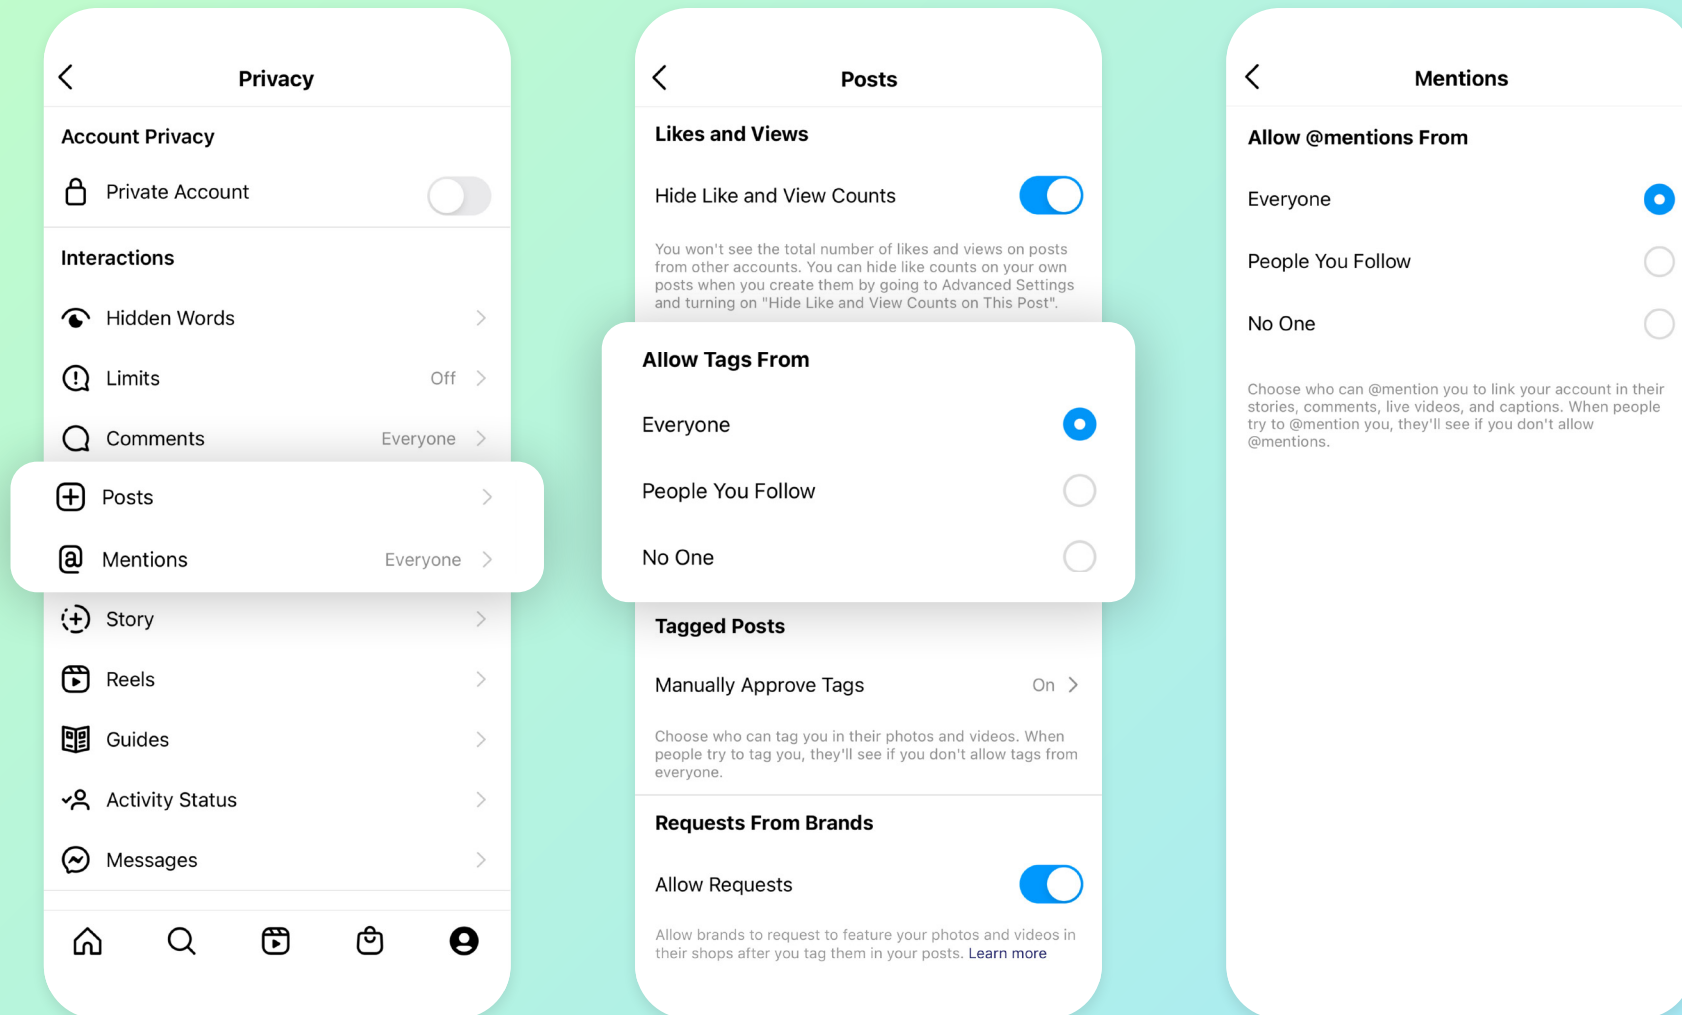 Privacy
Account Privacy
Private Account
Interactions
Hidden Words
Limits Off
Comments Everyone
Posts
Mentions Everyone
Story
Reels
Guides
Activity Status
Messages
Posts
Likes and Views
Hide Like and View Counts
You won't see the total number of likes and views on posts
from other accounts. You can hide like counts on your own
posts when you create them by going to Advanced Settings
and turning on "Hide Like and View Counts on This Post".
Allow Tags From
Everyone
People You Follow
No One
Tagged Posts
Manually Approve Tags On
Choose who can tag you in their photos and videos. When
people try to tag you, they'll see if you don't allow tags from
everyone.
Requests From Brands
Allow Requests
Allow brands to request to feature your photos and videos in
their shops after you tag them in your posts. Learn more
Mentions
Allow @mentions From
Everyone
People You Follow
No One
Choose who can @mention you to link your account in their
stories, comments, live videos, and captions. When people
try to @mention you, they'll see if you don't allow
@mentions.